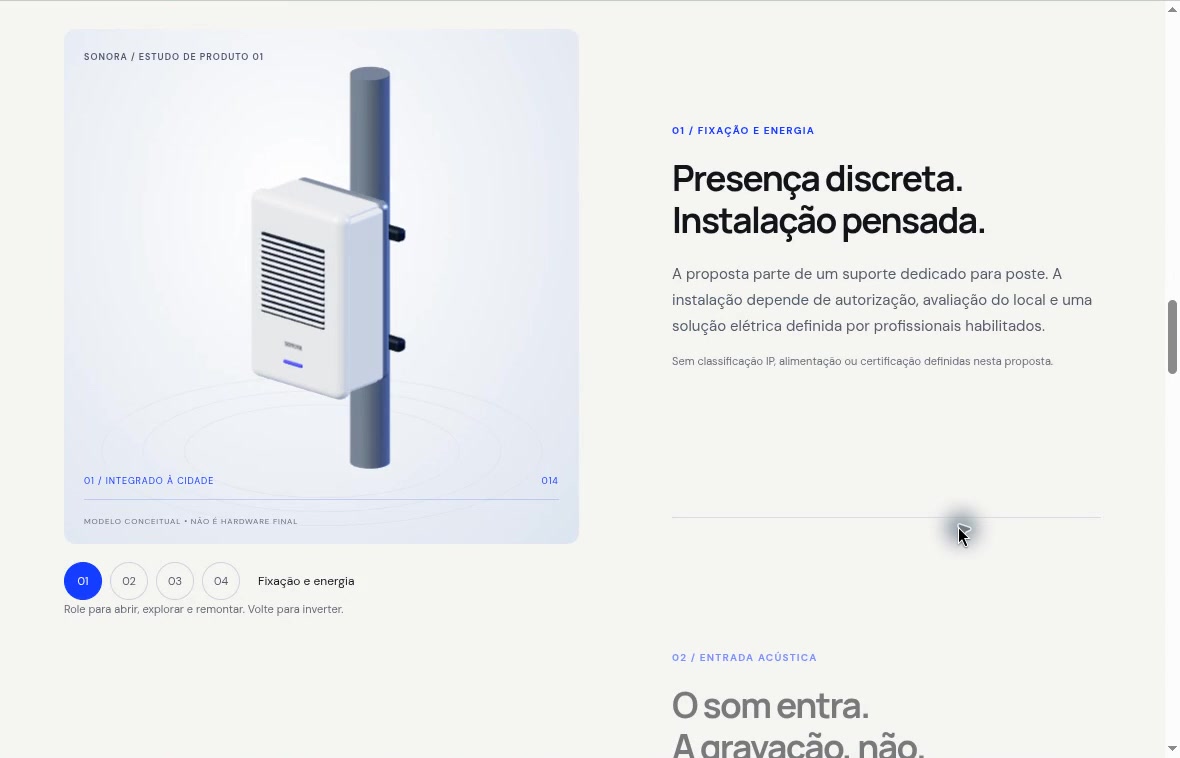 SONORA / ESTUDO DE PRODUTO 01
01 / INTEGRADO À CIDADE
014
MODELO CONCEITUAL • NÃO É HARDWARE FINAL
01
02
03
04
Fixação e energia
Role para abrir, explorar e remontar. Volte para inverter.
01 / FIXAÇÃO E ENERGIA
Presença discreta.
Instalação pensada.
A proposta parte de um suporte dedicado para poste. A
instalação depende de autorização, avaliação do local e uma
solução elétrica definida por profissionais habilitados.
Sem classificação IP, alimentação ou certificação definidas nesta proposta.
02 / ENTRADA ACÚSTICA
O som entra.
A gravação, não.